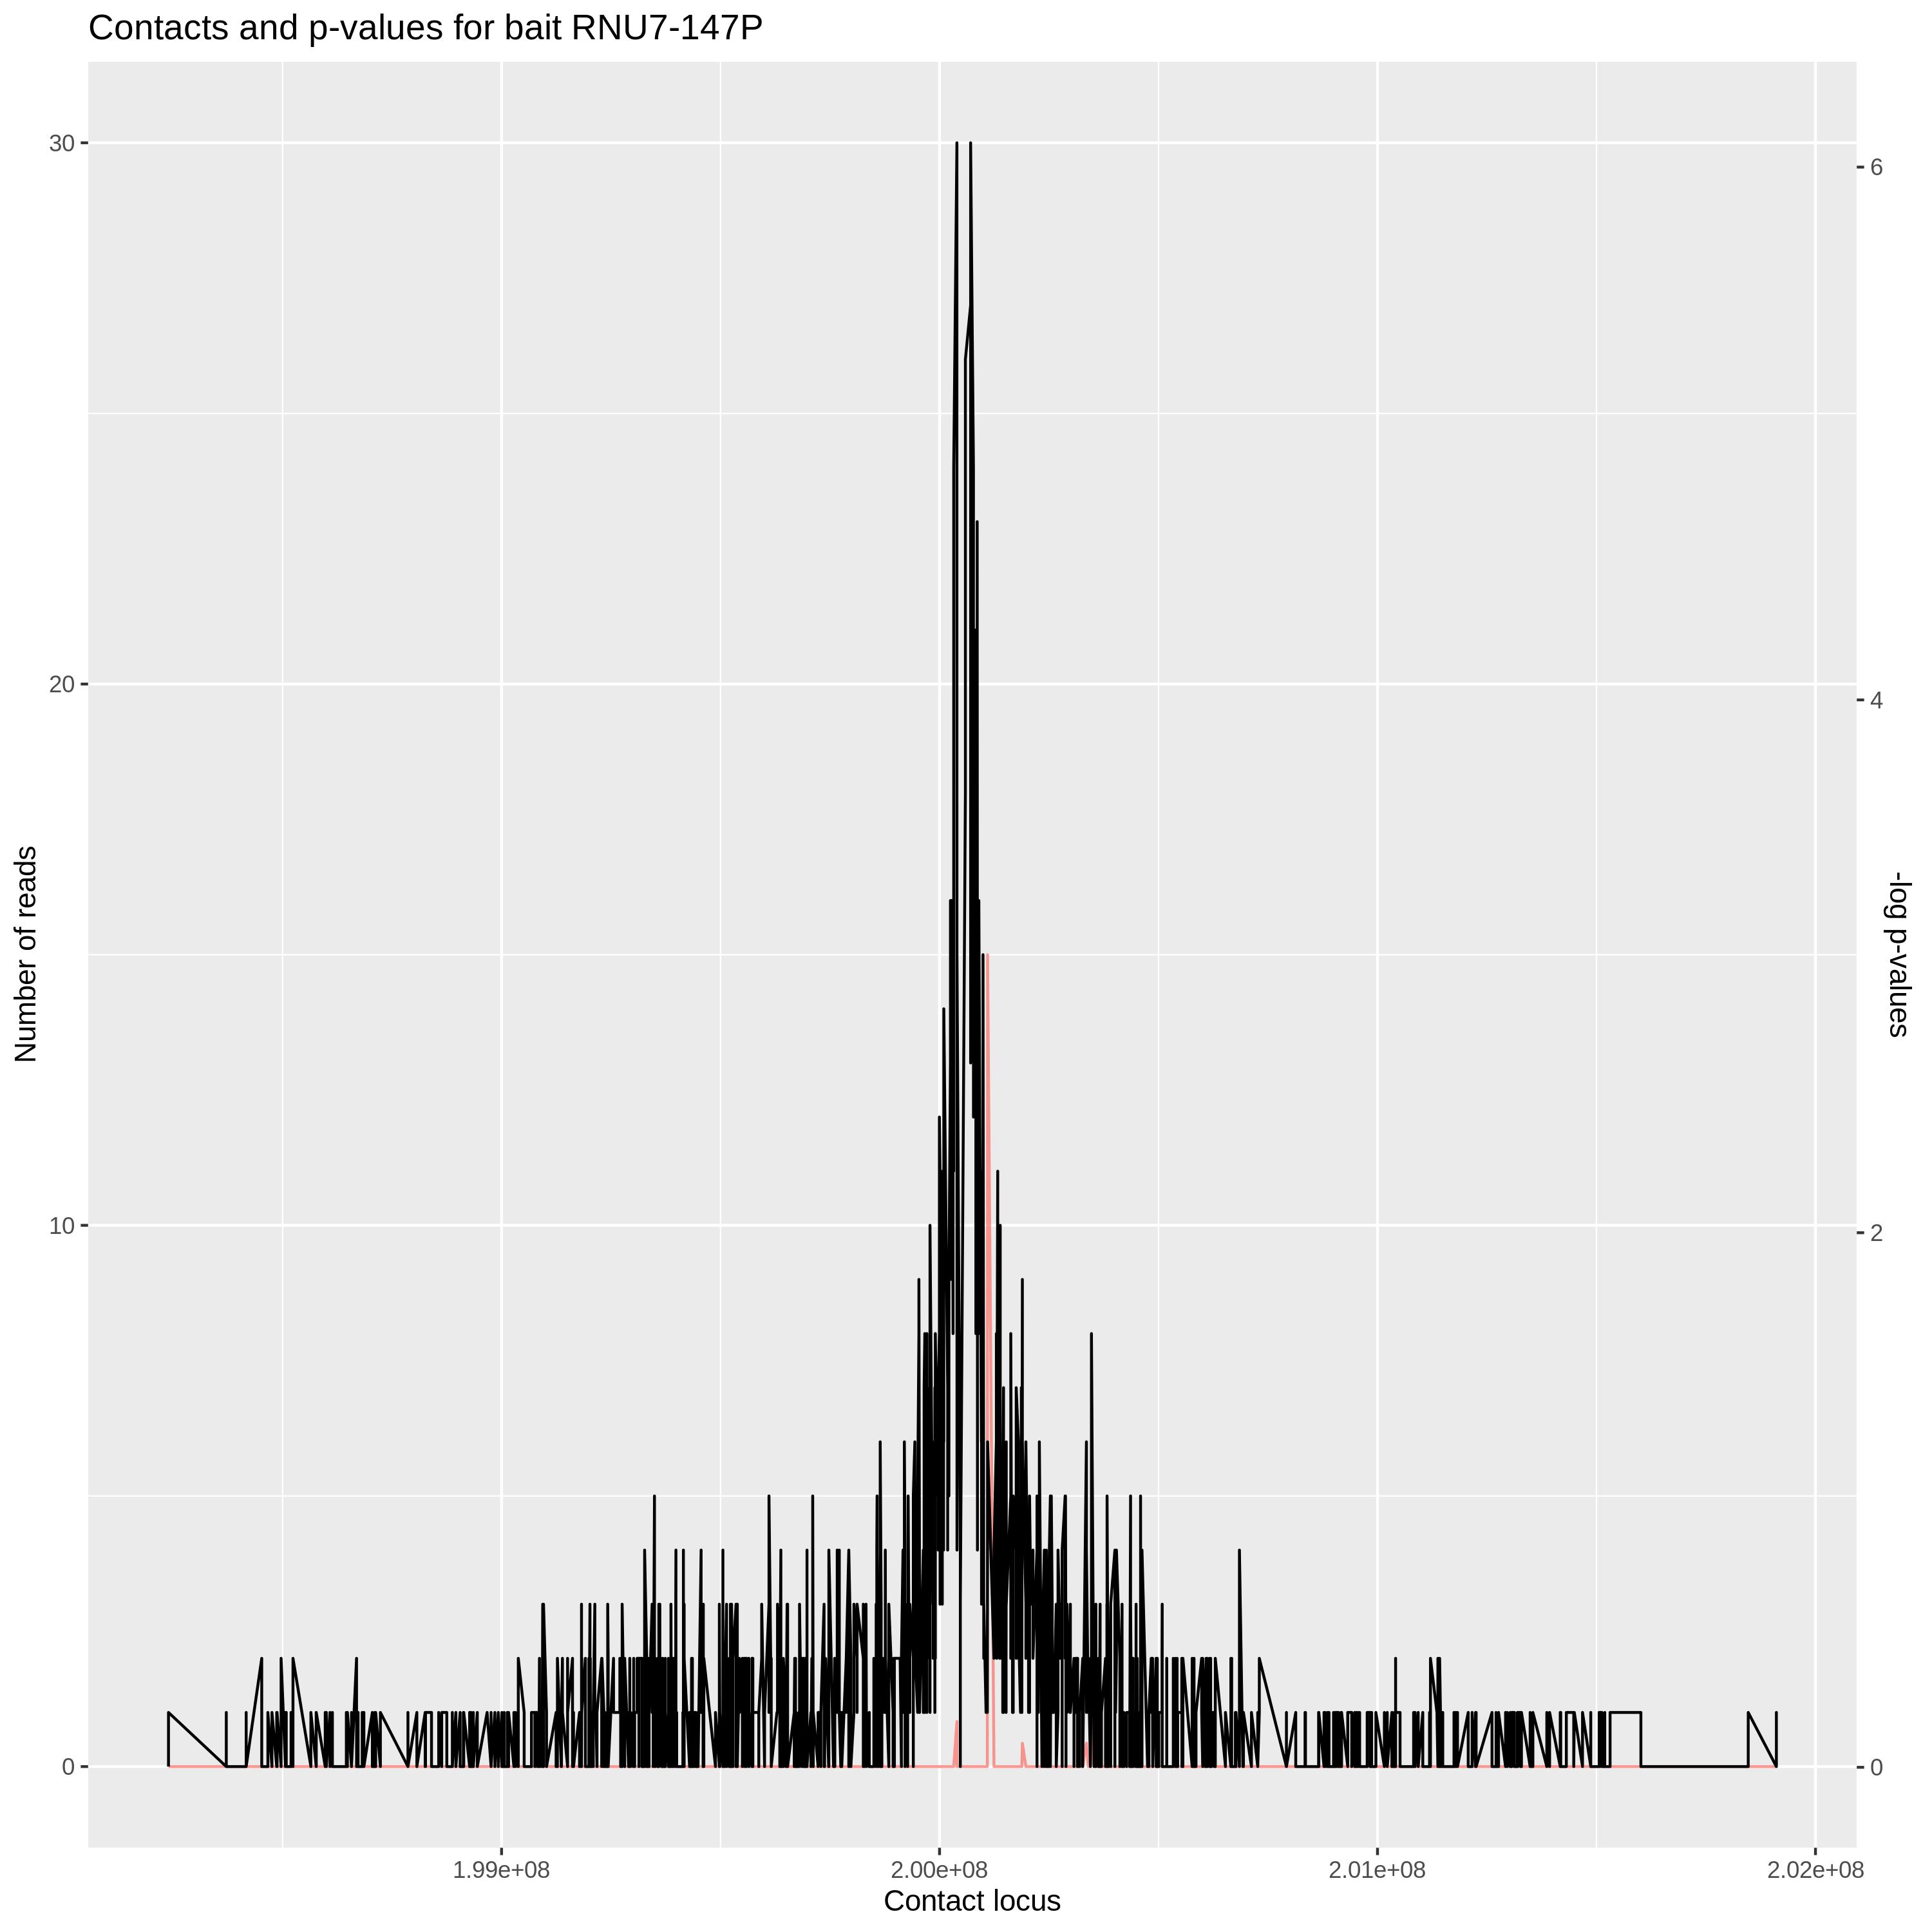 Contacts and p-values for bait RNU7-147P
30
20
10
0
6
4
2
0
Number of reads
-log p-values
1.99e+08
2.00e+08
2.01e+08
2.02e+08
Contact locus